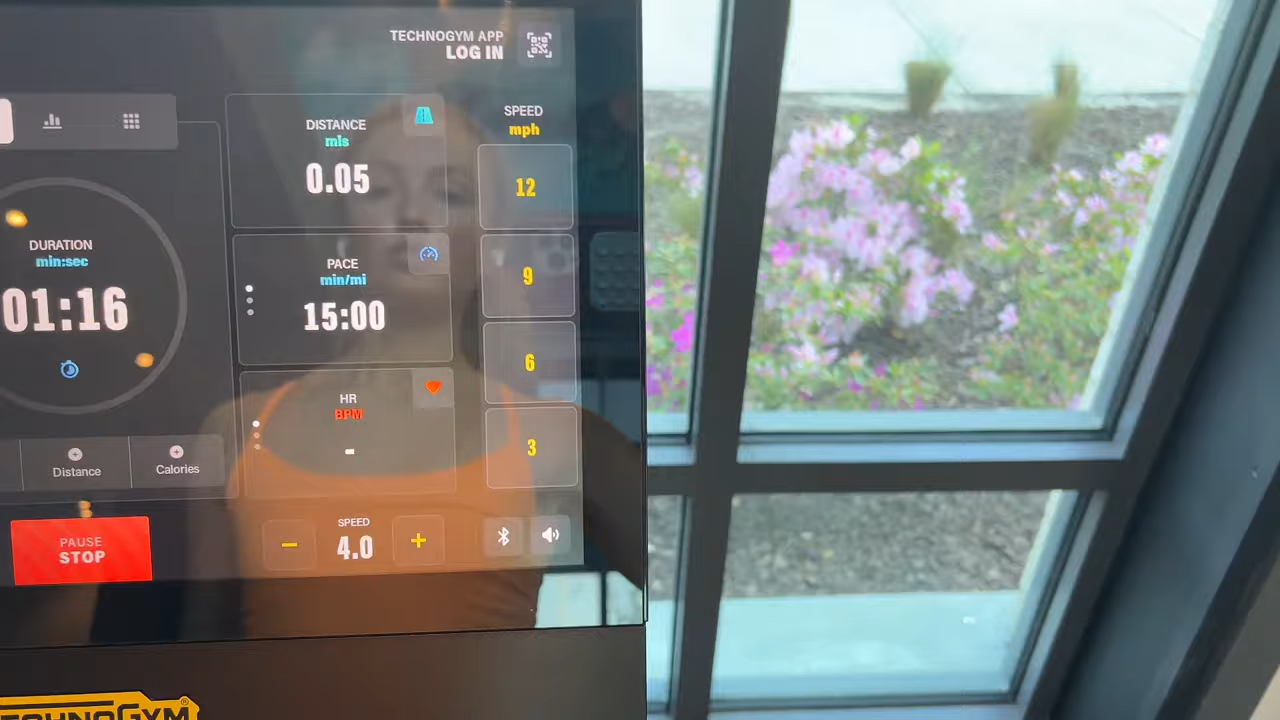 TECHNOGYM APP
LOG IN
DURATION
min:sec
01:16
Distance
Calories
PAUSE
STOP
DISTANCE
mls
0.05
PACE
min/mi
15:00
HR
BPM
-
SPEED
4.0
- +
SPEED
mph
12
9
6
3
TECHNOGYM®